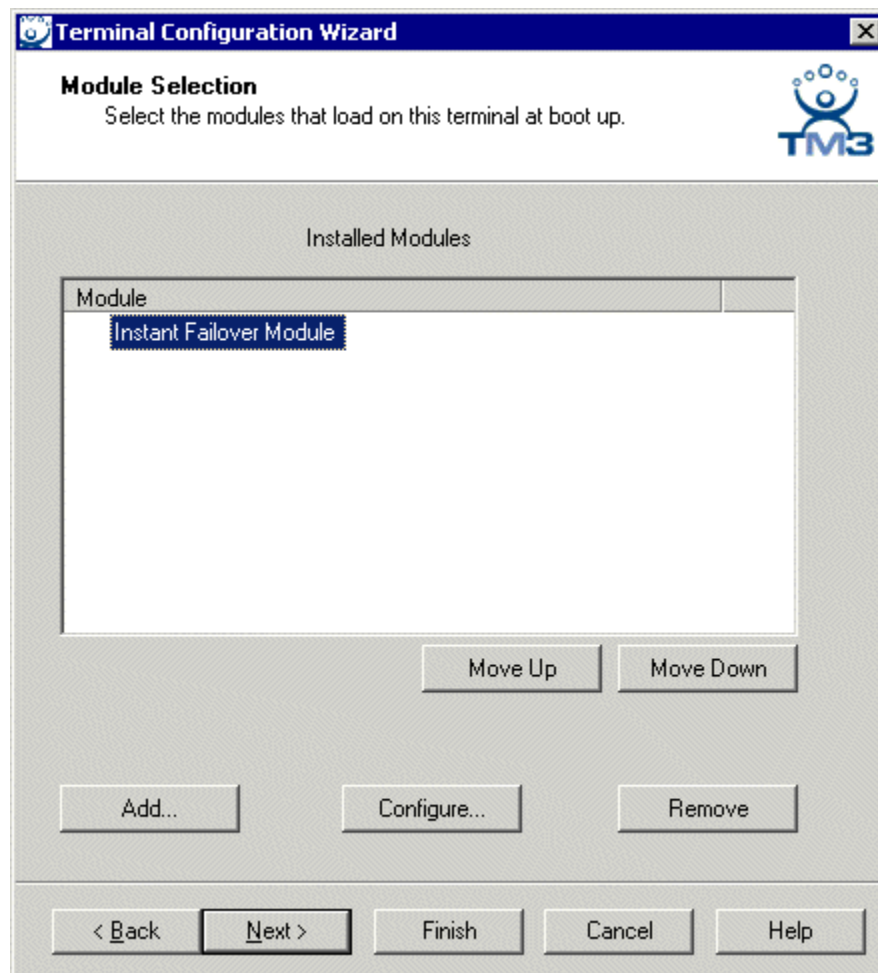 Terminal Configuration Wizard
Module Selection
Select the modules that load on this terminal at boot up.
TM3
Installed Modules
Module
Instant Failover Module
Move Up Move Down
Add... Configure... Remove
< Back Next > Finish Cancel Help